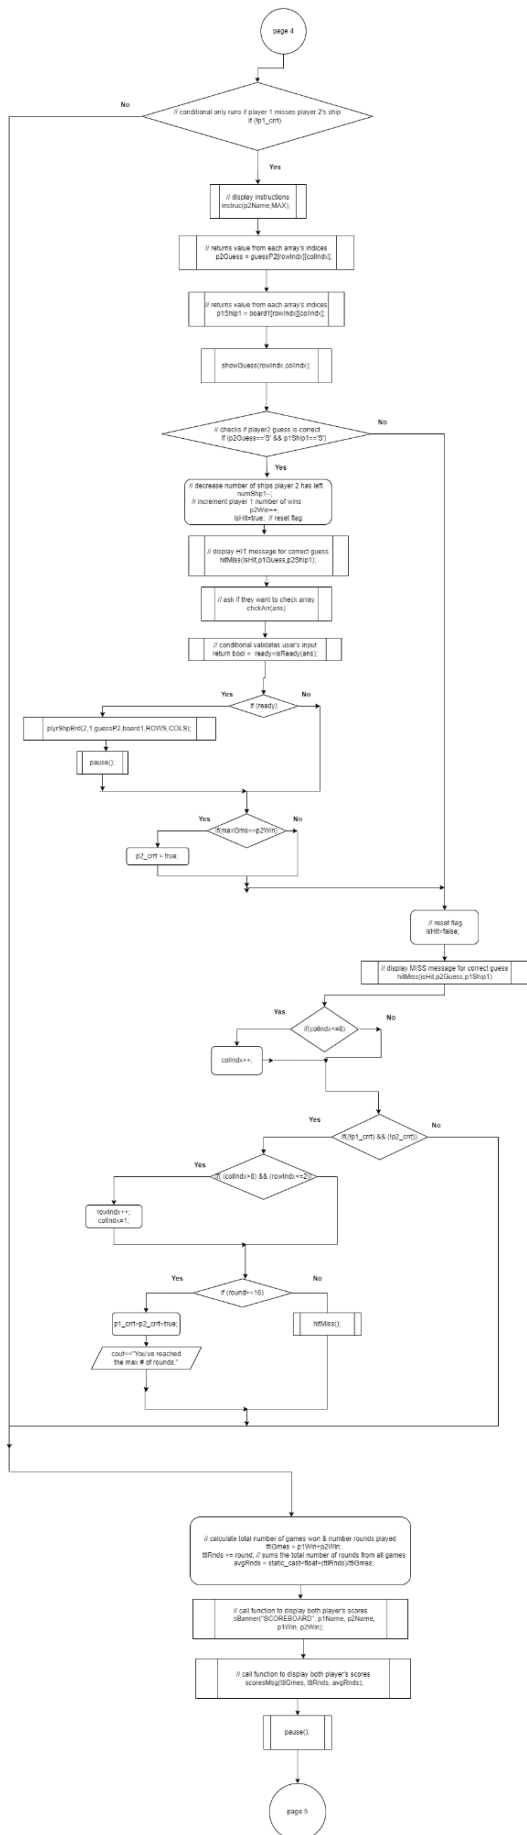 page 4
No
// conditional only runs if player 1 misses player 2's ship
if (!p1_crrt)
Yes
// display instructions
instruc(p2Name,MAX);
// returns value from each array's indices
p2Guess = guessP2[rowIndx][colIndx];
// returns value from each array's indices
p1Ship1 = board1[rowIndx][colIndx];
showGuess(rowIndx,colIndx);
// checks if player2 guess is correct
if (p2Guess=='S' && p1Ship1=='S')
No
Yes
// decrease number of ships player 2 has left
numShp1--;
// increment player 1 number of wins
p2Win++;
isHit=true; // reset flag
// display HIT message for correct guess
hitMiss(isHit,p1Guess,p2Ship1);
// ask if they want to check array
chckArr(ans)
// conditional validates user's input
return bool = ready=isReady(ans);
Yes
No
if (ready)
plyrShpBrd(2,1,guessP2,board1,ROWS,COLS);
pause();
Yes
No
if(maxGms==p2Win)
p2_crrt = true;
// reset flag
isHit=false;
// display MISS message for correct guess
hitMiss(isHit,p2Guess,p1Ship1)
Yes
No
if(colIndx<=8)
colIndx++;
Yes
No
if((!p1_crrt) && (!p2_crrt))
Yes
if( (colIndx>8) && (rowIndx<=2))
rowIndx++;
colIndx=1;
Yes
No
if (round>=16)
p1_crrt=p2_crrt=true;
hitMiss();
cout<<"You've reached
the max # of rounds."
// calculate total number of games won & number rounds played
ttlGmes = p1Win+p2Win;
ttlRnds += round; // sums the total number of rounds from all games
avgRnds = static_cast<float>(ttlRnds)/ttlGmes;
// call function to display both player's scores
sBanner("SCOREBOARD", p1Name, p2Name,
p1Win, p2Win);
// call function to display both player's scores
scoresMsg(ttlGmes, ttlRnds, avgRnds);
pause();
page 5